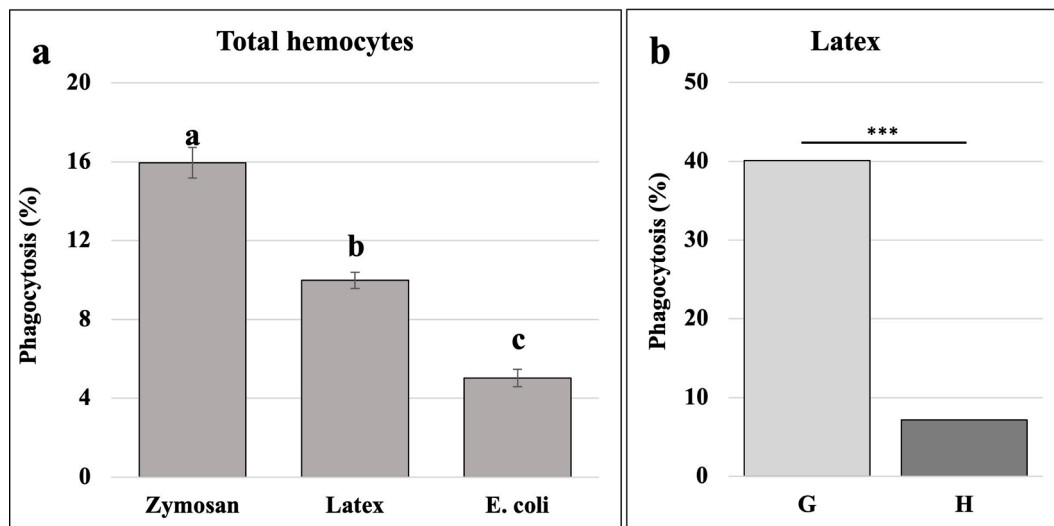 a
Total hemocytes
Phagocytosis (%)
20
16
12
8
4
0
a
b
c
Zymosan
Latex
E. coli
b
Latex
Phagocytosis (%)
50
40
30
20
10
0
***
G
H